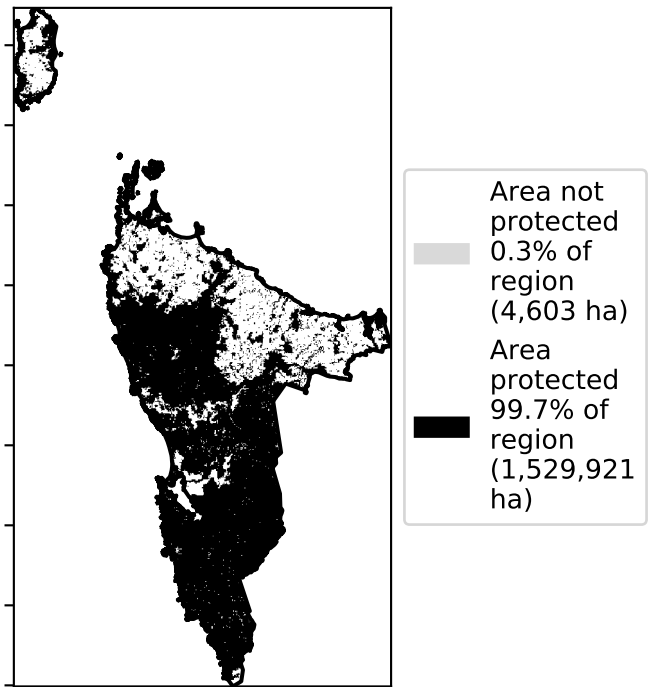 Area not
protected
0.3% of
region
(4,603 ha)
Area
protected
99.7% of
region
(1,529,921
ha)